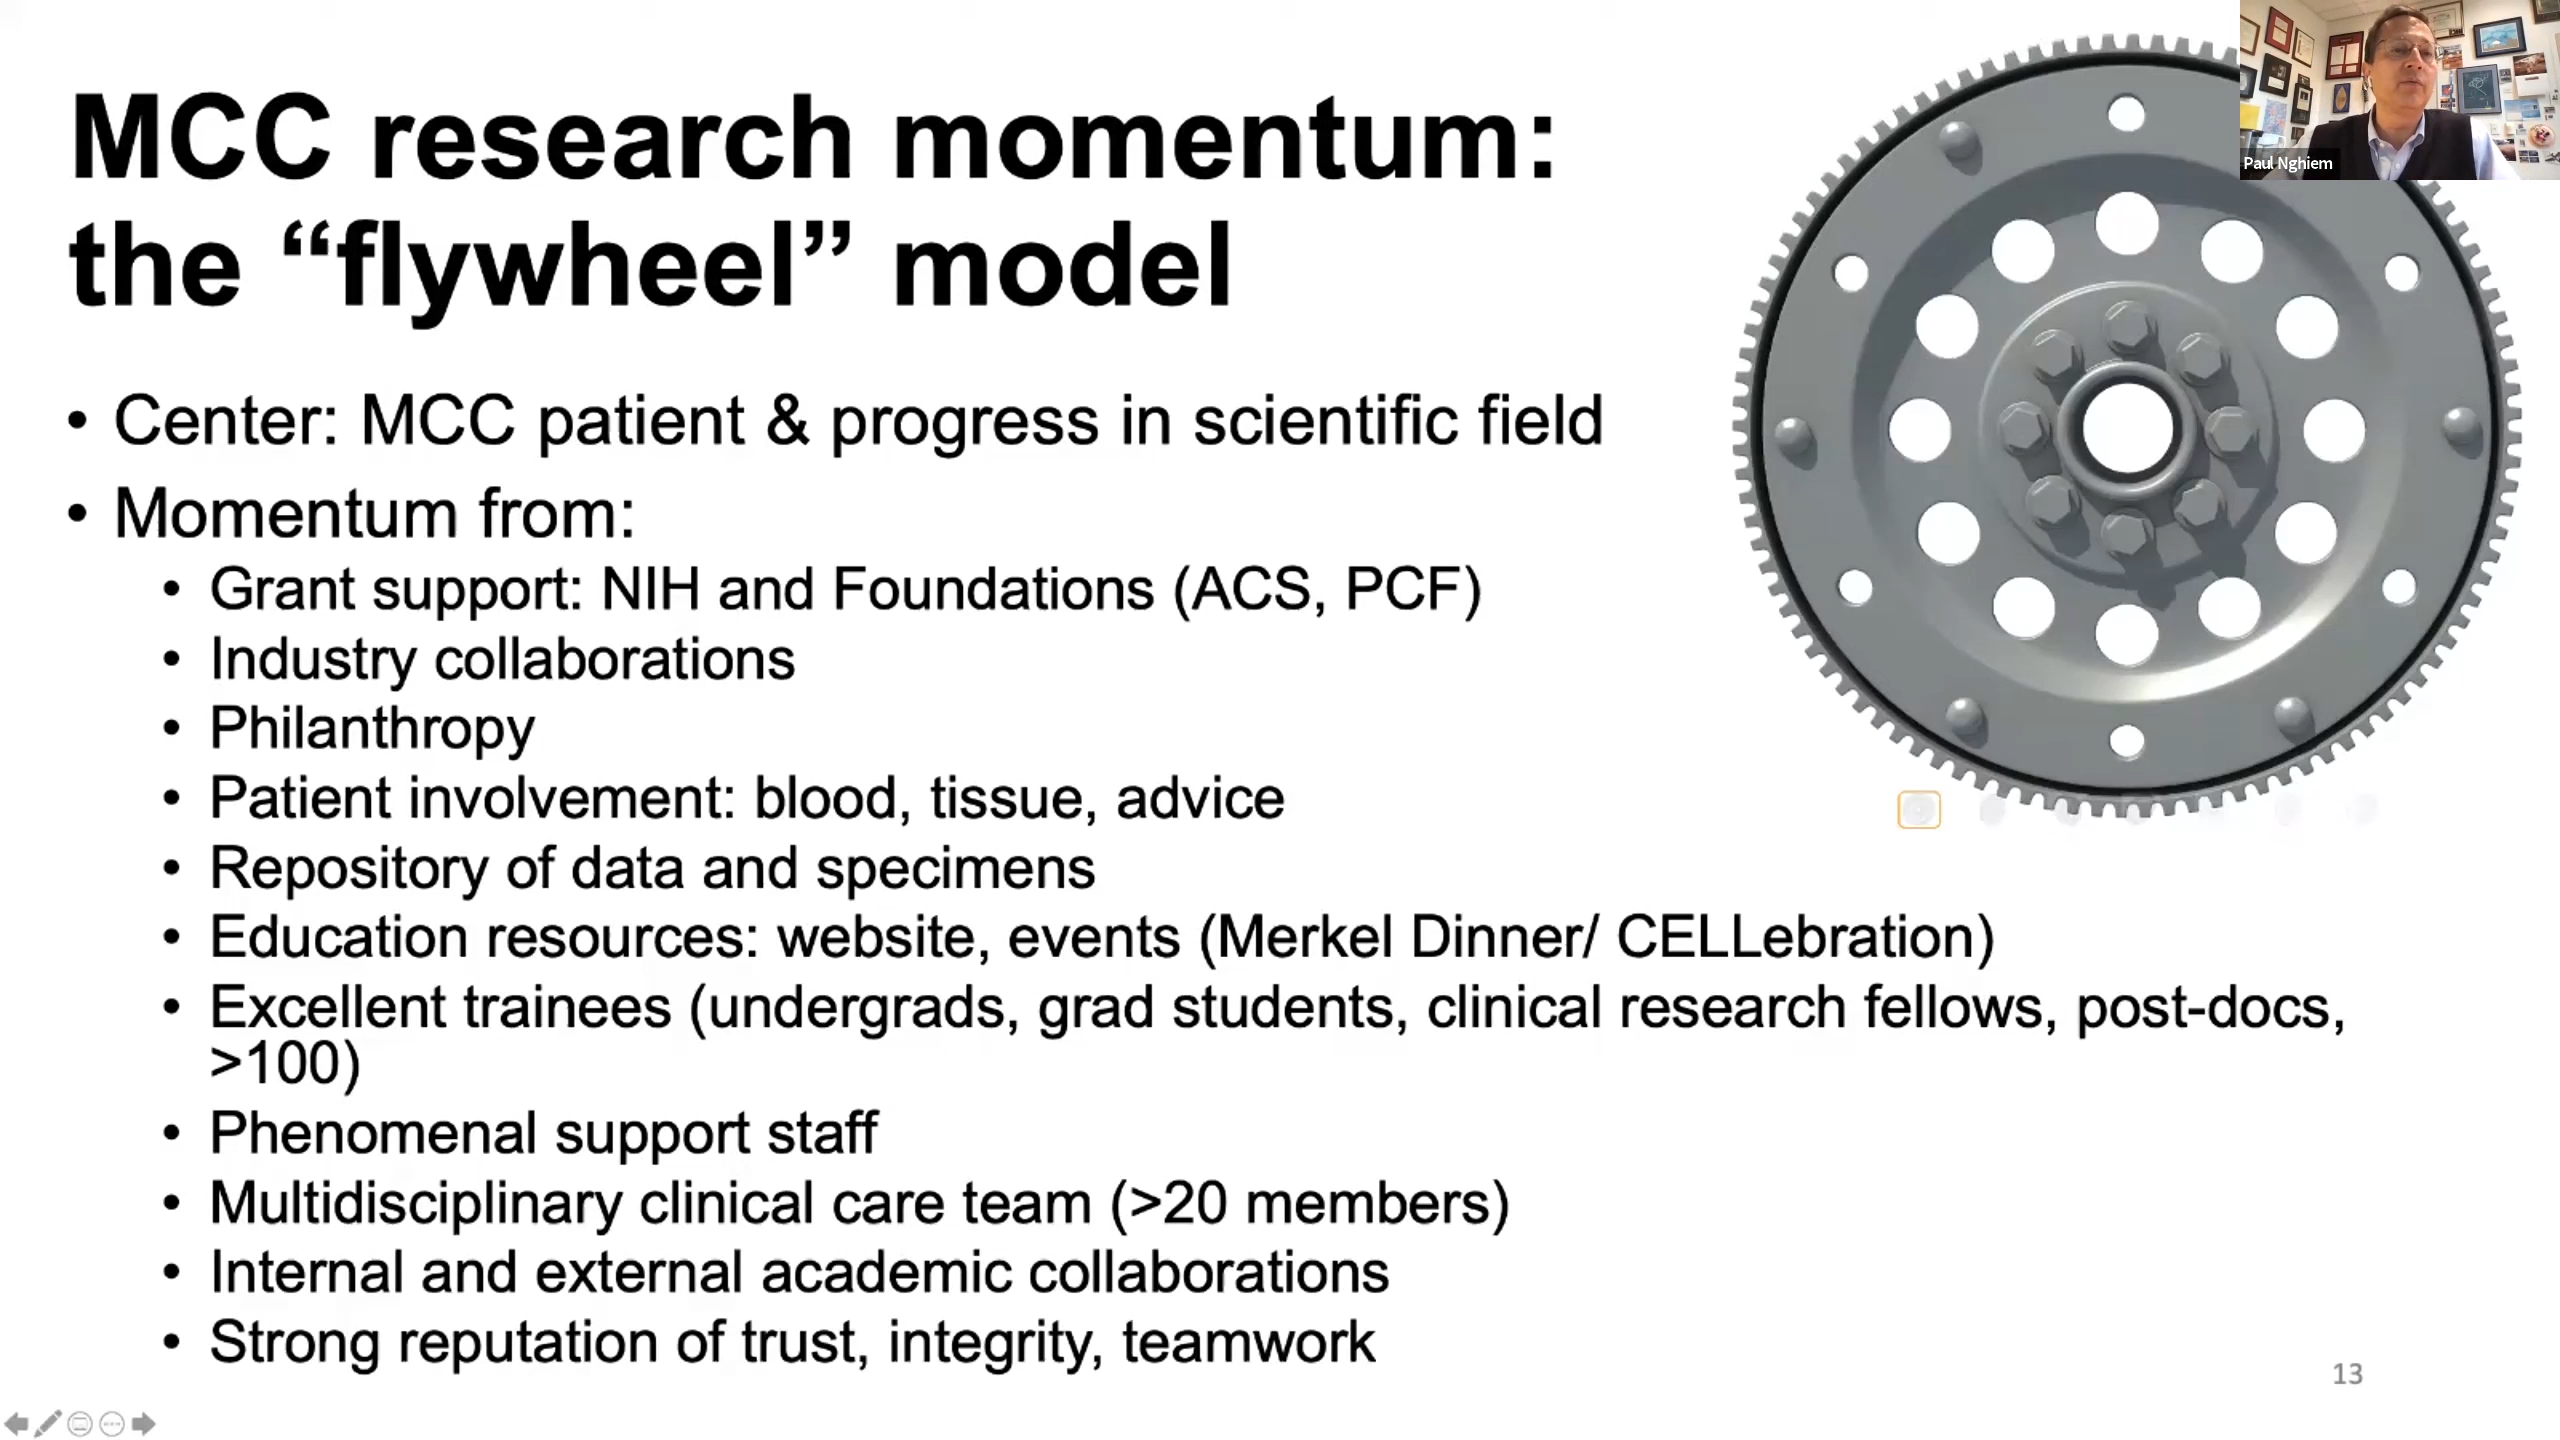 MCC research momentum:
the “flywheel” model
Paul Nghiem
• Center: MCC patient & progress in scientific field
• Momentum from:
• Grant support: NIH and Foundations (ACS, PCF)
• Industry collaborations
• Philanthropy
• Patient involvement: blood, tissue, advice
• Repository of data and specimens
• Education resources: website, events (Merkel Dinner/ CELLebration)
• Excellent trainees (undergrads, grad students, clinical research fellows, post-docs,
>100)
• Phenomenal support staff
• Multidisciplinary clinical care team (>20 members)
• Internal and external academic collaborations
• Strong reputation of trust, integrity, teamwork
13